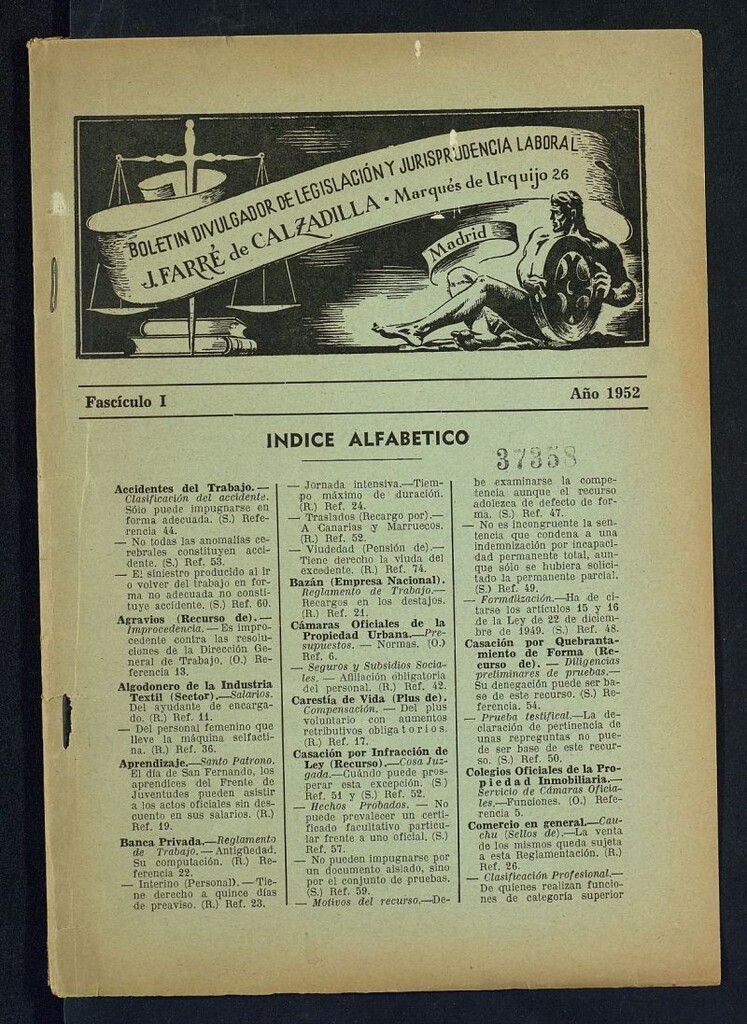 BOLETIN DIVULGADOR DE LEGISLACIÓN Y JURISPRUDENCIA LABORAL
J. FARRÉ de CALZADILLA • Marqués de Urquijo 26
Madrid
Fascículo I
Año 1952
INDICE ALFABETICO
37358
Accidentes del Trabajo.—
Clasificación del accidente.
Sólo puede impugnarse en
forma adecuada. (S.) Refe-
rencia 44.
— No todas las anomalías ce-
rebrales constituyen acci-
dente. (S.) Ref. 53.
— El siniestro producido al ir
o volver del trabajo en for-
ma no adecuada no consti-
tuye accidente. (S.) Ref. 60.
Agravios (Recurso de).—
Improcedencia. — Es impro-
cedente contra las resolu-
ciones de la Dirección Ge-
neral de Trabajo. (O.) Re-
ferencia 13.
Algodonero de la Industria
Textil (Sector).—Salarios.
Del ayudante de encarga-
do. (R.) Ref. 11.
— Del personal femenino que
lleve la máquina selfacti-
na. (R.) Ref. 36.
Aprendizaje.—Santo Patrono.
El día de San Fernando, los
aprendices del Frente de
Juventudes pueden asistir
a los actos oficiales sin des-
cuento en sus salarios. (R.)
Ref. 19.
Banca Privada.—Reglamento
de Trabajo. — Antigüedad.
Su computación. (R.) Re-
ferencia 22.
— Interino (Personal). —Tie-
ne derecho a quince días
de preaviso. (R.) Ref. 23.
— Jornada intensiva.—Tiem-
po máximo de duración.
(R.) Ref. 24.
— Traslados (Recargo por).—
A Canarias y Marruecos.
(R.) Ref. 52.
— Viudedad (Pensión de).—
Tiene derecho la viuda del
excedente. (R.) Ref. 74.
Bazán (Empresa Nacional).
Reglamento de Trabajo.—
Recargos en los destajos.
(R.) Ref. 21.
Cámaras Oficiales de la
Propiedad Urbana.—Pre-
supuestos. — Normas. (O.)
Ref. 6.
— Seguros y Subsidios Socia-
les. — Afiliación obligatoria
del personal. (R.) Ref. 42.
Carestía de Vida (Plus de).
Compensación. — Del plus
voluntario con aumentos
retributivos obligatorios.
(R.) Ref. 17.
Casación por Infracción de
Ley (Recurso).—Cosa Juz-
gada.—Cuándo puede pros-
perar esta excepción. (S.)
Ref. 51 y (S.) Ref. 52.
— Hechos Probados. — No
puede prevalecer un certi-
ficado facultativo particu-
lar frente a uno oficial. (S.)
Ref. 57.
— No pueden impugnarse por
un documento aislado, sino
por el conjunto de pruebas.
(S.) Ref. 59.
— Motivos del recurso.—De-
be examinarse la compe-
tencia aunque el recurso
adolezca de defecto de for-
ma. (S.) Ref. 47.
— No es incongruente la sen-
tencia que condena a una
indemnización por incapaci-
dad permanente total, aun-
que sólo se hubiera solici-
tado la permanente parcial.
(S.) Ref. 49.
— Formalización.—Ha de ci-
tarse los artículos 15 y 16
de la Ley de 22 de diciem-
bre de 1949. (S.) Ref. 48.
Casación por Quebranta-
miento de Forma (Re-
curso de). — Diligencias
preliminares de pruebas.—
Su denegación puede ser ba-
se de este recurso. (S.) Re-
ferencia. 54.
— Prueba testifical.—La de-
claración de pertinencia de
unas repreguntas no pue-
de ser base de este recur-
so. (S.) Ref. 50.
Colegios Oficiales de la Pro-
piedad Inmobiliaria.—
Servicio de Cámaras Oficia-
les.—Funciones. (O.) Refe-
rencia 5.
Comercio en general.—Cau-
chu (Sellos de).—La venta
de los mismos queda sujeta
a esta Reglamentación. (R.)
Ref. 26.
— Clasificación Profesional.—
De quienes realizan funcio-
nes de categoría superior